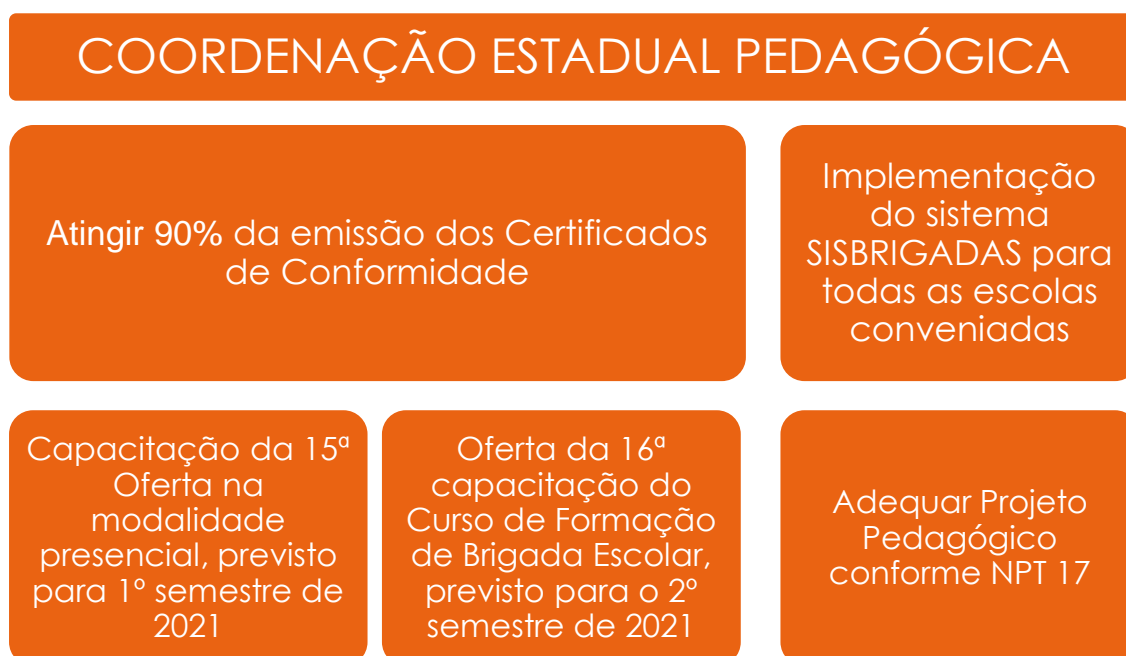 COORDENAÇÃO ESTADUAL PEDAGÓGICA
Atingir 90% da emissão dos Certificados
de Conformidade
Implementação
do sistema
SISBRIGADAS para
todas as escolas
conveniadas
Capacitação da 15ª
Oferta na
modalidade
presencial, previsto
para 1º semestre de
2021
Oferta da 16ª
capacitação do
Curso de Formação
de Brigada Escolar,
previsto para o 2º
semestre de 2021
Adequar Projeto
Pedagógico
conforme NPT 17